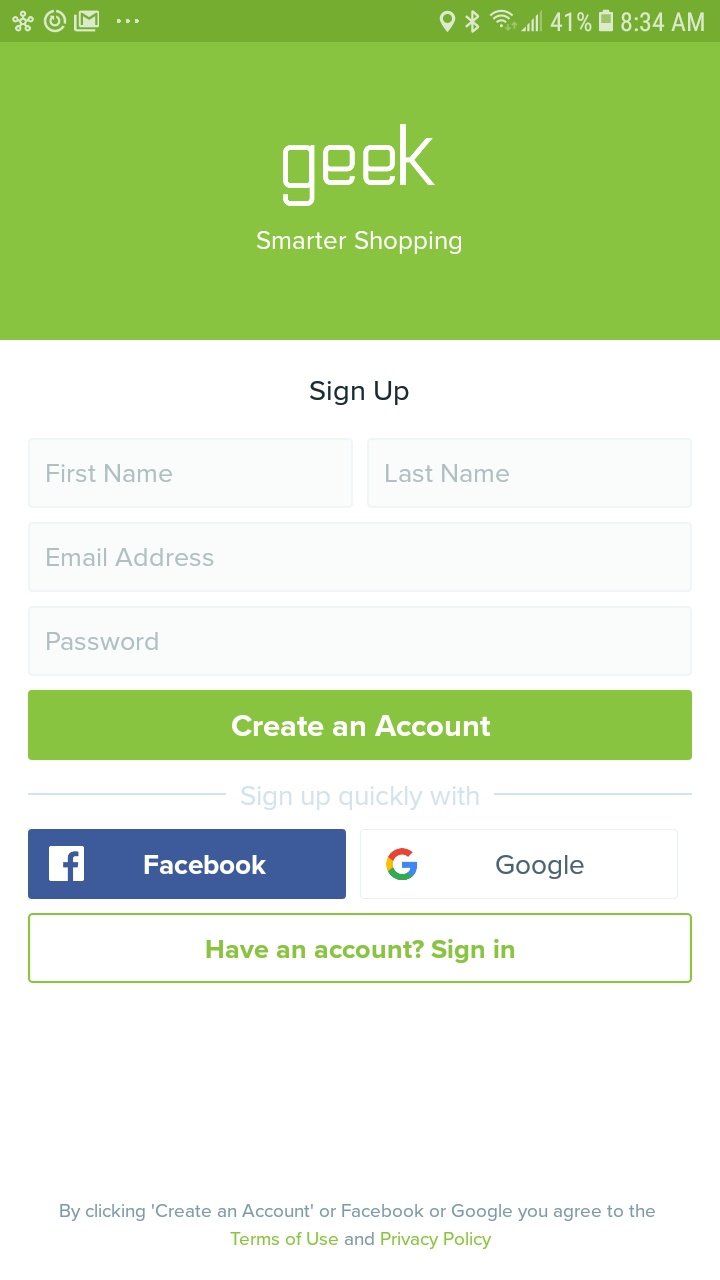 41% 8:34 AM
geek
Smarter Shopping
Sign Up
First Name Last Name
Email Address
Password
Create an Account
Sign up quickly with
Facebook Google
Have an account? Sign in
By clicking 'Create an Account' or Facebook or Google you agree to the
Terms of Use and Privacy Policy